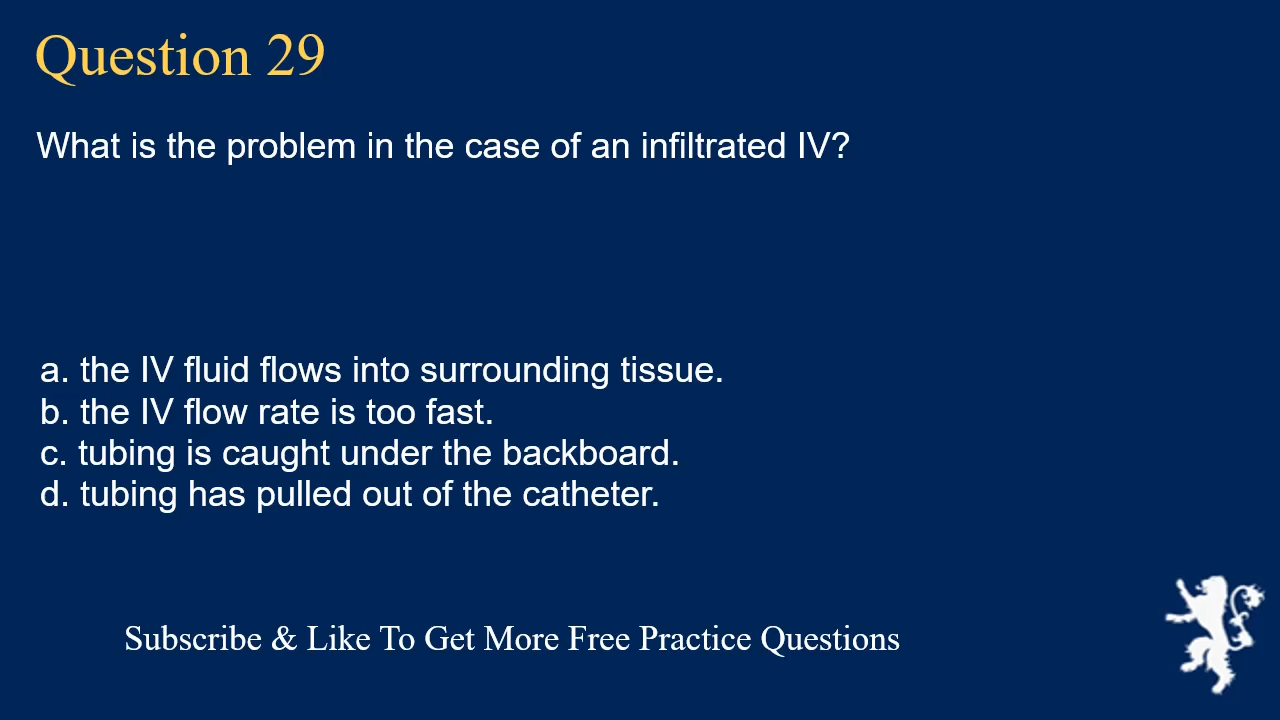 Question 29
What is the problem in the case of an infiltrated IV?
a. the IV fluid flows into surrounding tissue.
b. the IV flow rate is too fast.
c. tubing is caught under the backboard.
d. tubing has pulled out of the catheter.
Subscribe & Like To Get More Free Practice Questions